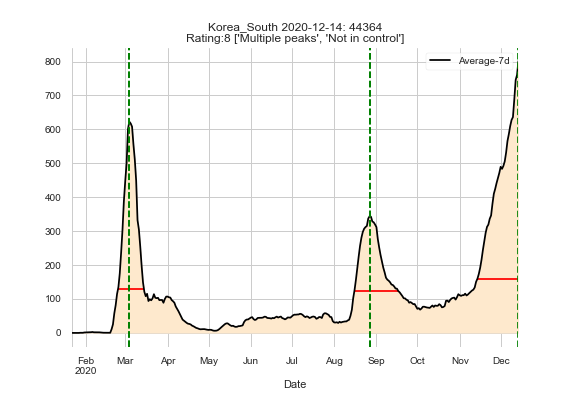 Korea_South 2020-12-14: 44364
Rating:8 ['Multiple peaks', 'Not in control']
Average-7d
800
700
600
500
400
300
200
100
0
Feb Mar Apr May Jun Jul Aug Sep Oct Nov Dec
2020
Date